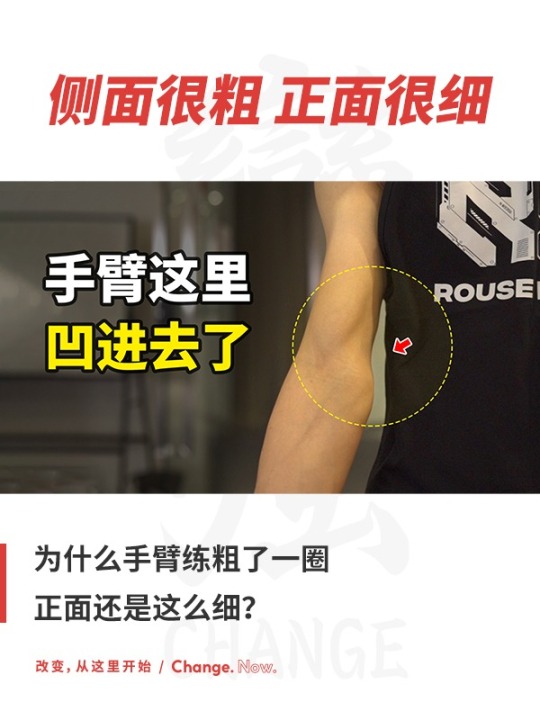 侧面很粗 正面很细
手臂这里
凹进去了
ROUSE
为什么手臂练粗了一圈
正面还是这么细？
改变，从这里开始 / Change. Now.
CHANGE